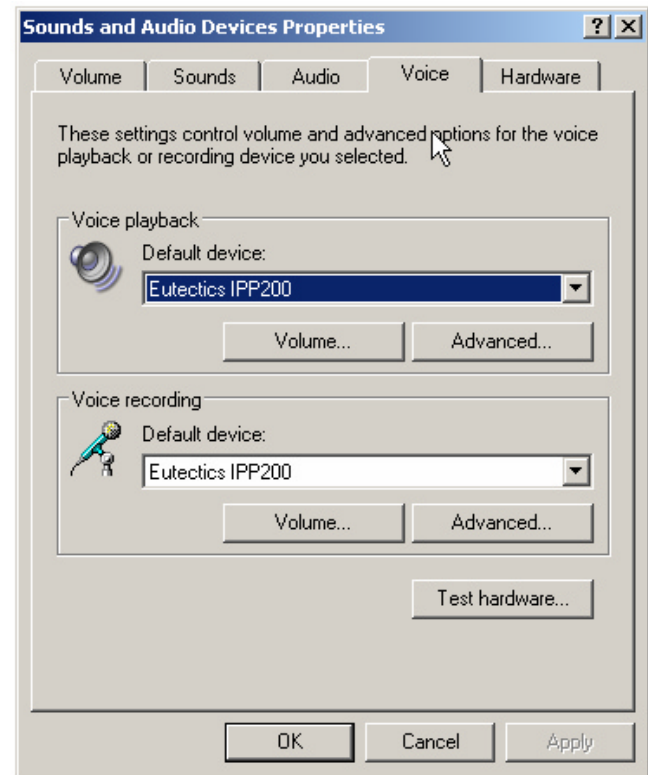 Sounds and Audio Devices Properties
Volume
Sounds
Audio
Voice
Hardware
These settings control volume and advanced options for the voice
playback or recording device you selected.
Voice playback
Default device:
Eutectics IPP200
Volume...
Advanced...
Voice recording
Default device:
Eutectics IPP200
Volume...
Advanced...
Test hardware...
OK
Cancel
Apply